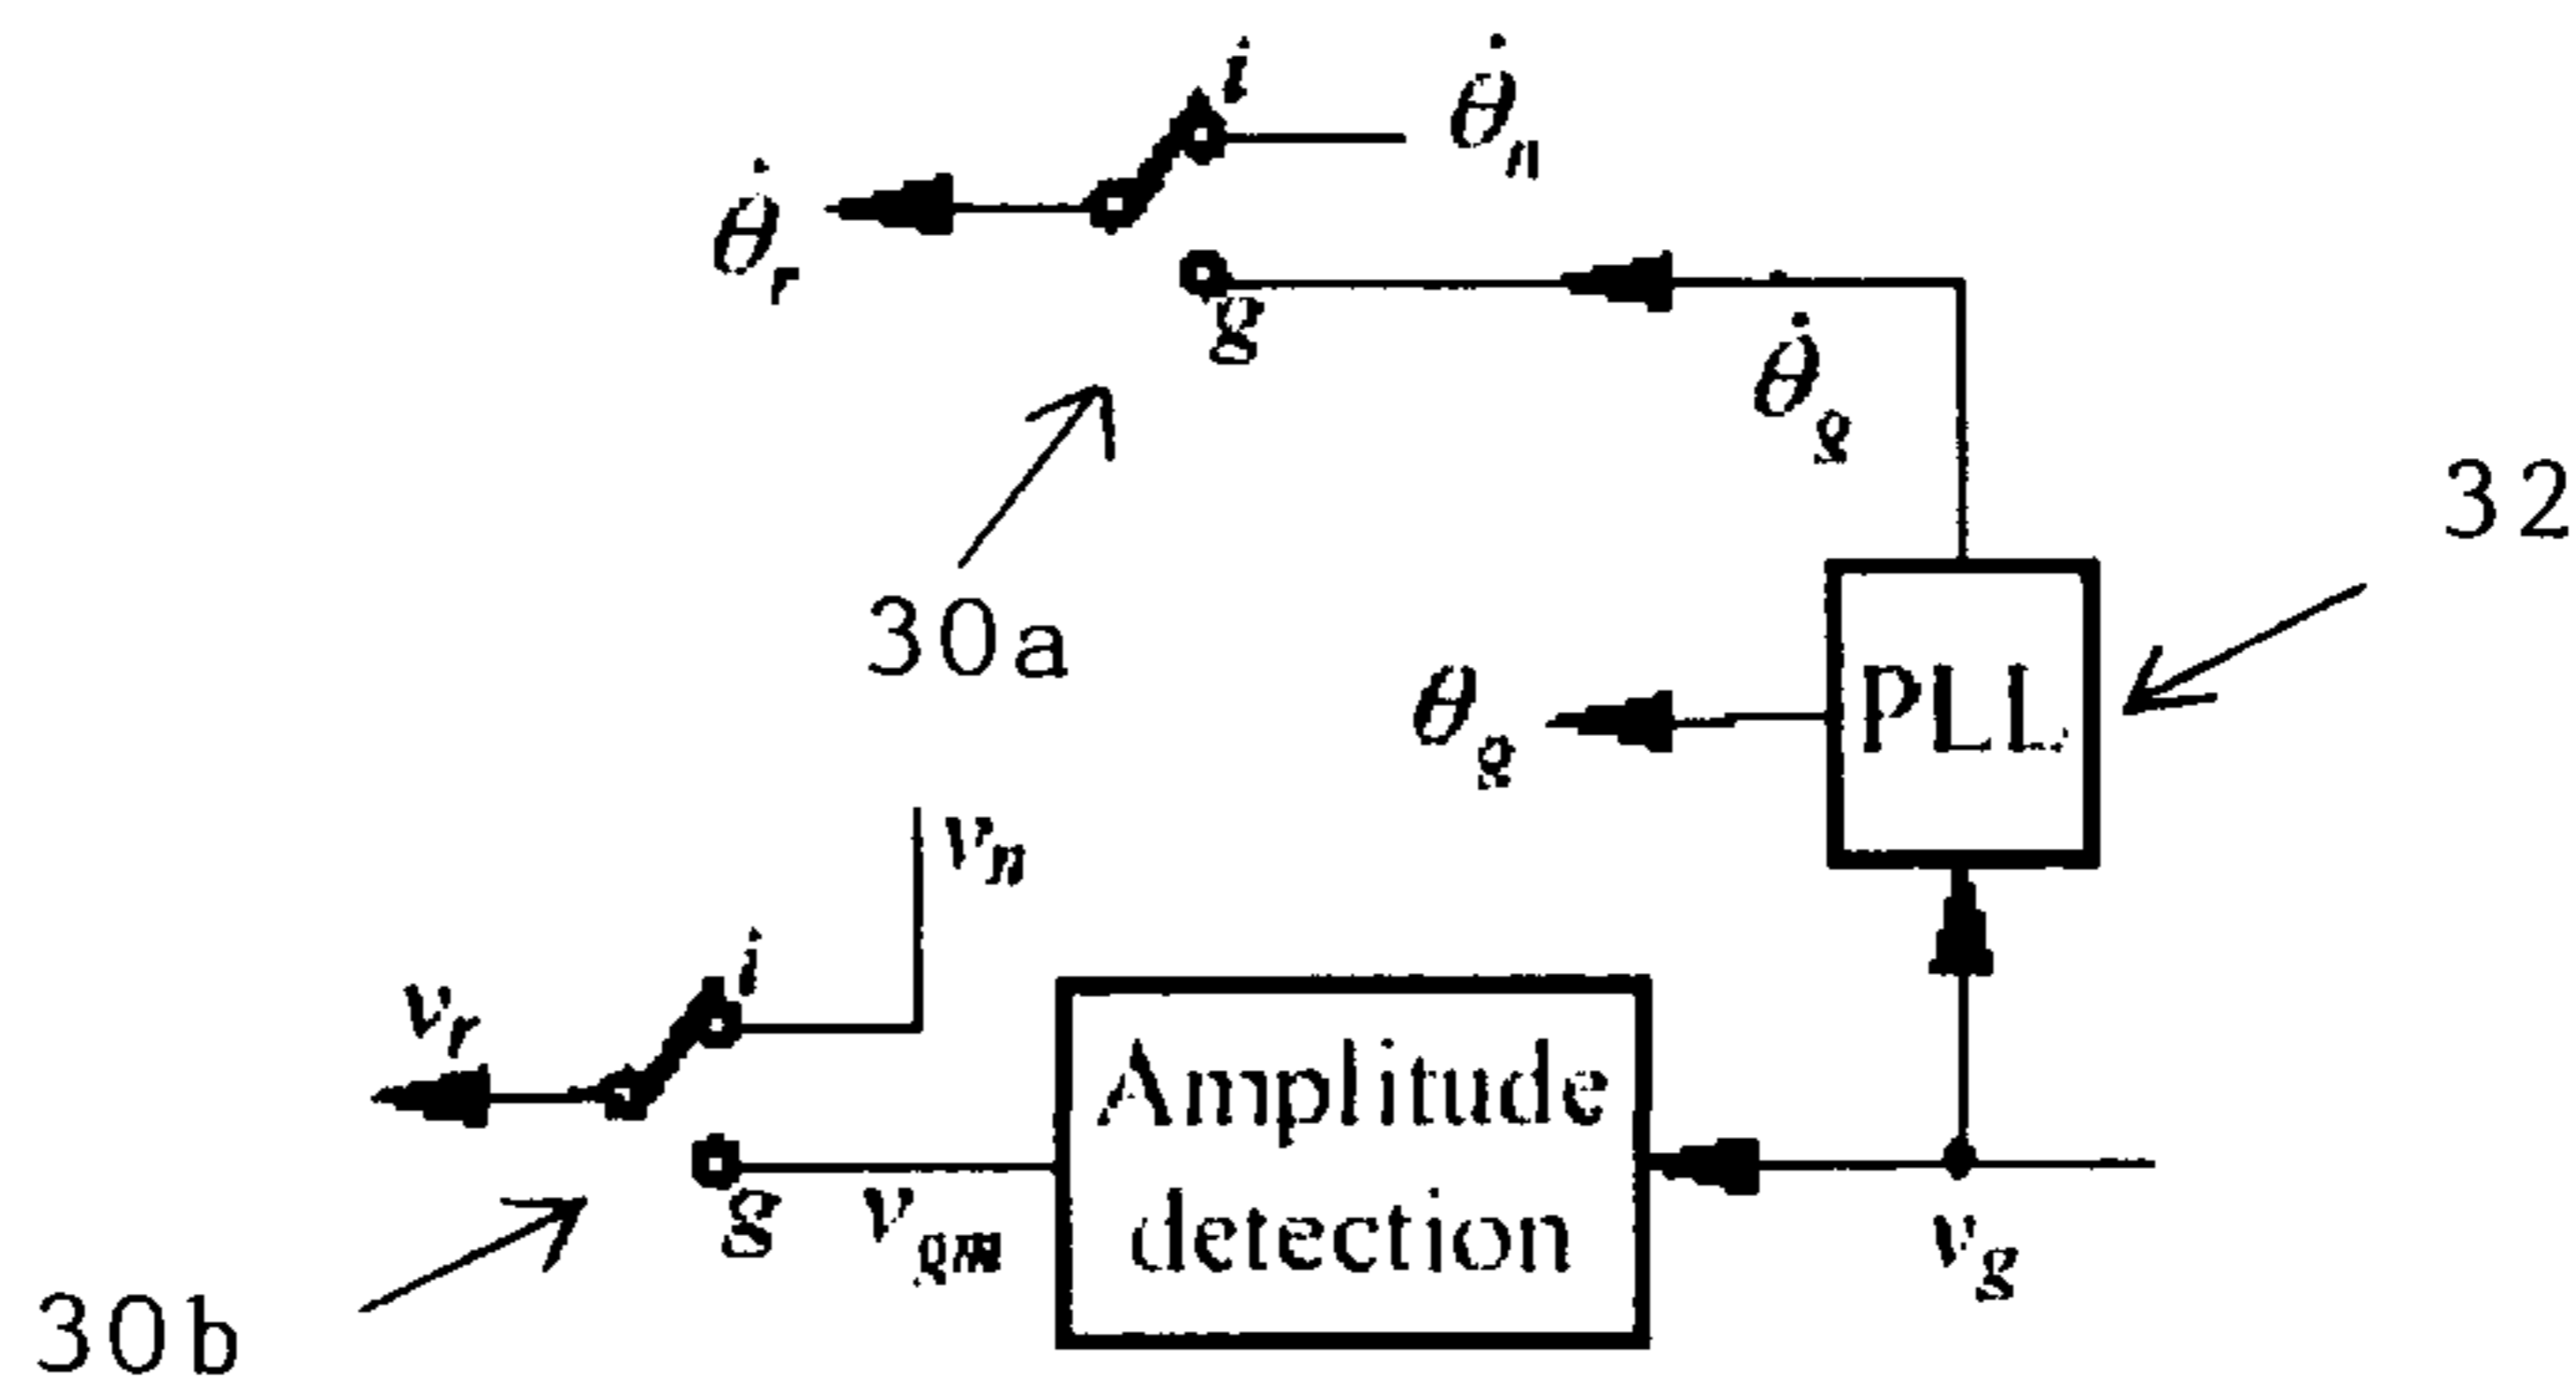 i
θ̇n
θ̇r
g
θ̇g
32
30a
PLL
θg
vn
i
vr
Amplitude
detection
g
vgm
vg
30b